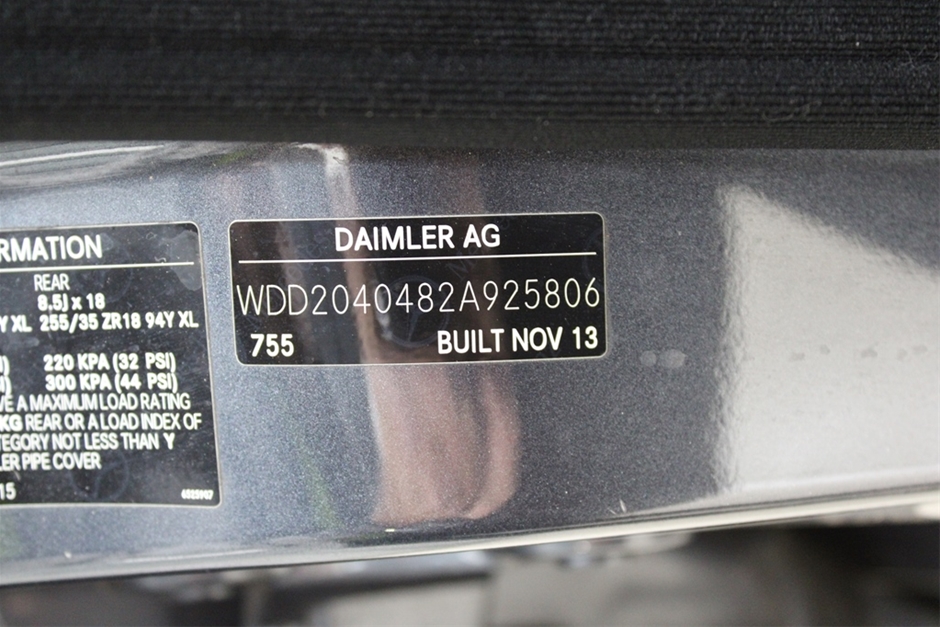 RMATION
REAR
8.5J x 18
Y XL 255/35 ZR18 94Y XL
220 KPA (32 PSI)
300 KPA (44 PSI)
VE A MAXIMUM LOAD RATING
KG REAR OR A LOAD INDEX OF
TEGORY NOT LESS THAN Y
LER PIPE COVER
15
6525907
DAIMLER AG
WDD2040482A925806
755 BUILT NOV 13